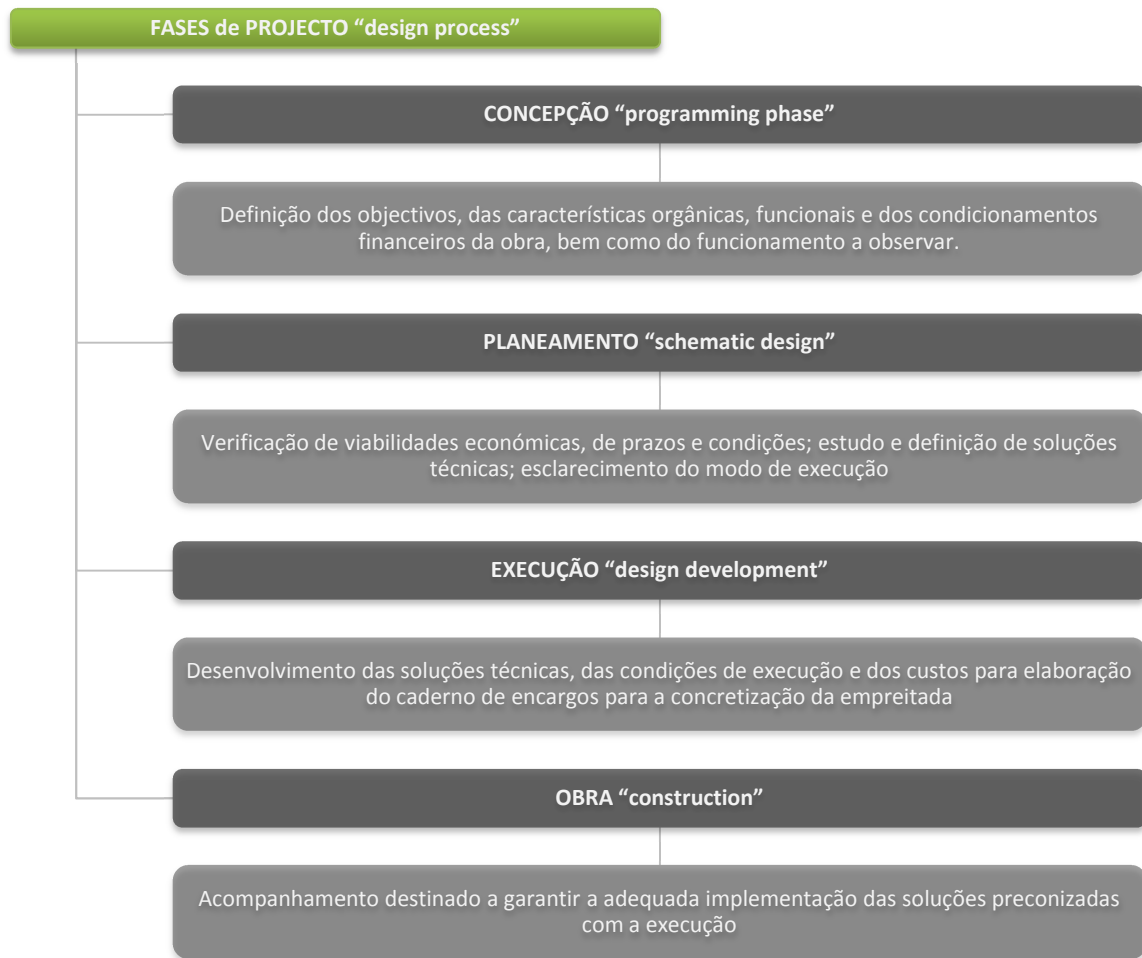 FASES de PROJECTO “design process”
CONCEPÇÃO “programming phase”
Definição dos objectivos, das características orgânicas, funcionais e dos condicionamentos
financeiros da obra, bem como do funcionamento a observar.
PLANEAMENTO “schematic design”
Verificação de viabilidades económicas, de prazos e condições; estudo e definição de soluções
técnicas; esclarecimento do modo de execução
EXECUÇÃO “design development”
Desenvolvimento das soluções técnicas, das condições de execução e dos custos para elaboração
do caderno de encargos para a concretização da empreitada
OBRA “construction”
Acompanhamento destinado a garantir a adequada implementação das soluções preconizadas
com a execução